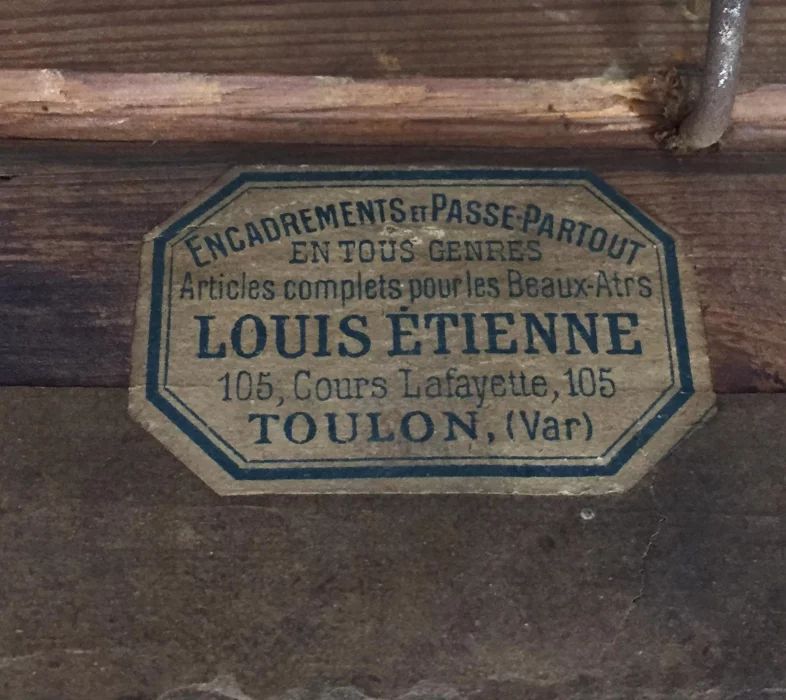 ENCADREMENTS ET PASSE-PARTOUT
EN TOUS GENRES
Articles complets pour les Beaux-Atrs
LOUIS ÉTIENNE
105, Cours Lafayette, 105
TOULON, (Var)